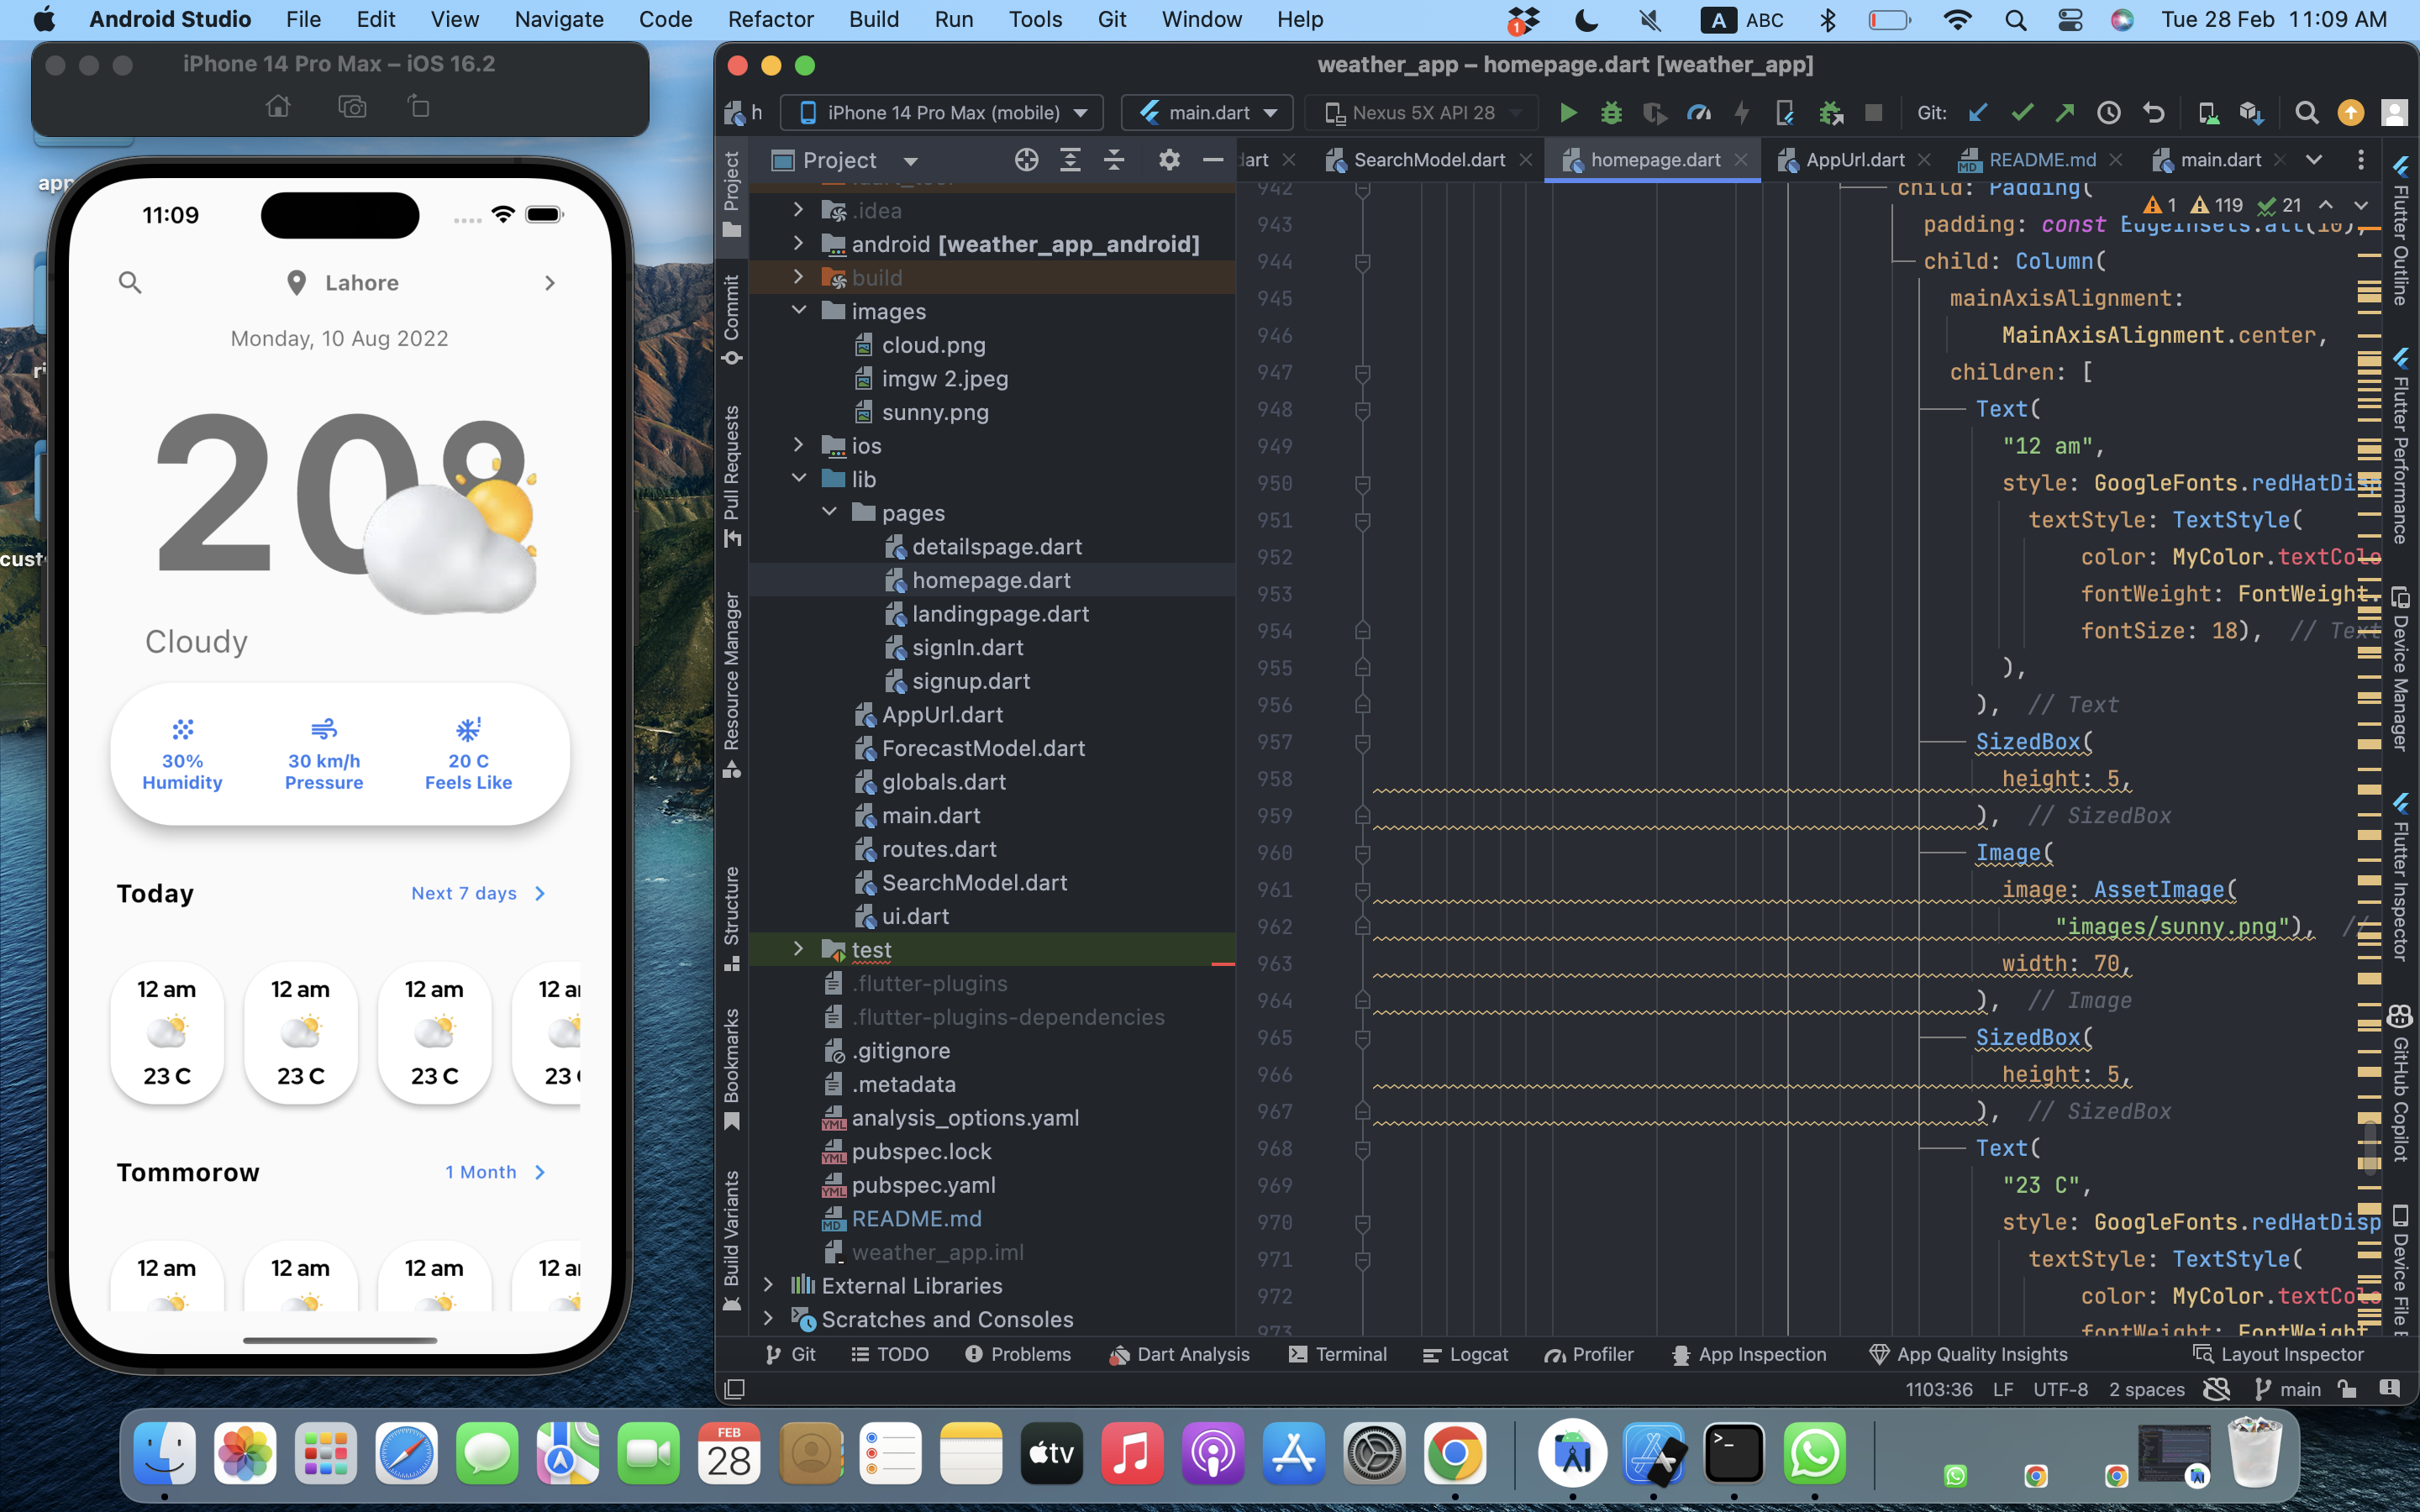 Android Studio File Edit View Navigate Code Refactor Build Run Tools Git Window Help
1 A ABC Tue 28 Feb 11:09 AM
iPhone 14 Pro Max – iOS 16.2
11:09
Lahore
Monday, 10 Aug 2022
20°
Cloudy
30% 30 km/h 20 C
Humidity Pressure Feels Like
Today Next 7 days
12 am 12 am 12 am
23 C 23 C 23 C 23
Tommorow 1 Month
12 am 12 am 12 am
weather_app – homepage.dart [weather_app]
h iPhone 14 Pro Max (mobile) main.dart Nexus 5X API 28 Git:
Project
dart SearchModel.dart homepage.dart AppUrl.dart README.md main.dart
Project
Commit
Pull Requests
Resource Manager
Structure
Bookmarks
Build Variants
.idea
android [weather_app_android]
build
images
cloud.png
imgw 2.jpeg
sunny.png
ios
lib
pages
detailspage.dart
homepage.dart
landingpage.dart
signIn.dart
signup.dart
AppUrl.dart
ForecastModel.dart
globals.dart
main.dart
routes.dart
SearchModel.dart
ui.dart
test
.flutter-plugins
.flutter-plugins-dependencies
.gitignore
.metadata
analysis_options.yaml
pubspec.lock
pubspec.yaml
README.md
weather_app.iml
External Libraries
Scratches and Consoles
1 119 21
942 child: Padding(
943 padding: const EdgeInsets.all(10),
944 child: Column(
945 mainAxisAlignment:
946 MainAxisAlignment.center,
947 children: [
948 Text(
949 "12 am",
950 style: GoogleFonts.redHatDisp
951 textStyle: TextStyle(
952 color: MyColor.textColo
953 fontWeight: FontWeight.
954 fontSize: 18), // Text
955 ),
956 ), // Text
957 SizedBox(
958 height: 5,
959 ), // SizedBox
960 Image(
961 image: AssetImage(
962 "images/sunny.png"), //
963 width: 70,
964 ), // Image
965 SizedBox(
966 height: 5,
967 ), // SizedBox
968 Text(
969 "23 C",
970 style: GoogleFonts.redHatDisp
971 textStyle: TextStyle(
972 color: MyColor.textColo
973 fontWeight: FontWeight
Flutter Outline
Flutter Performance
Device Manager
Flutter Inspector
GitHub Copilot
Device File E
Git TODO Problems Dart Analysis Terminal Logcat Profiler App Inspection App Quality Insights Layout Inspector
1103:36 LF UTF-8 2 spaces main
FEB
28
tv